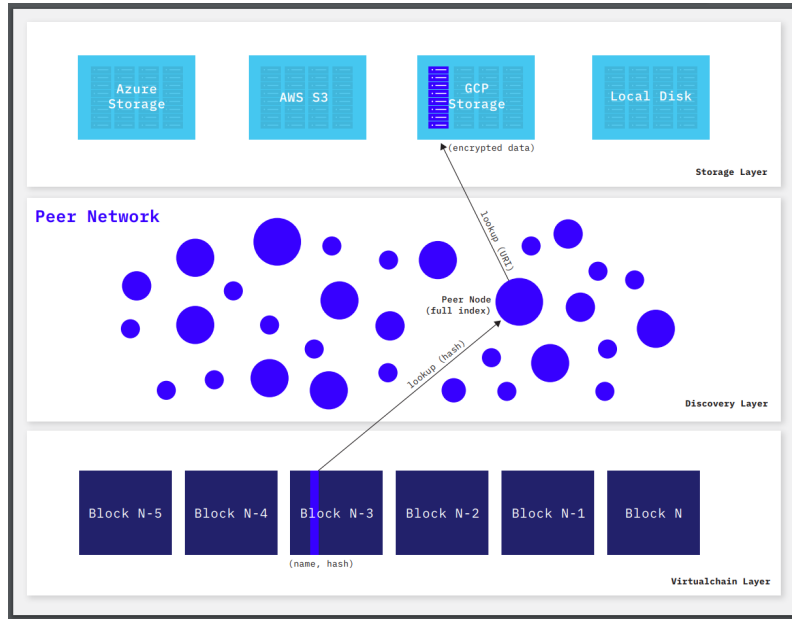 Azure
Storage
AWS S3
GCP
Storage
Local Disk
(encrypted data)
Storage Layer
Peer Network
lookup (URI)
Peer Node
(full index)
lookup (hash)
Discovery Layer
Block N-5
Block N-4
Block N-3
Block N-2
Block N-1
Block N
(name, hash)
Virtualchain Layer